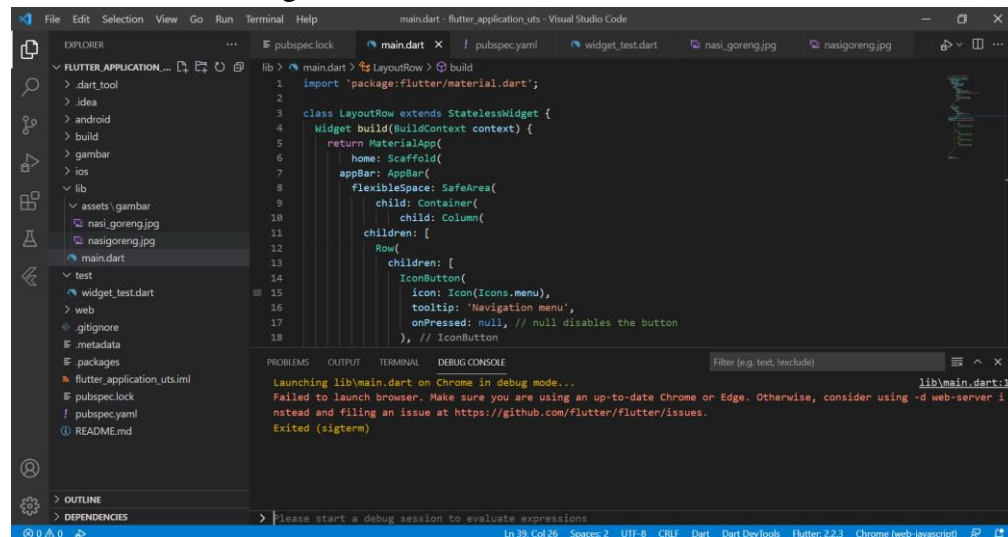 File Edit Selection View Go Run Terminal Help main.dart - flutter_application_uts - Visual Studio Code
EXPLORER
pubspec.lock main.dart pubspec.yaml widget_test.dart nasi_goreng.jpg nasigoreng.jpg
FLUTTER_APPLICATION_...
.dart_tool
.idea
android
build
gambar
ios
lib
assets \ gambar
nasi_goreng.jpg
nasigoreng.jpg
main.dart
test
widget_test.dart
web
.gitignore
.metadata
.packages
flutter_application_uts.iml
pubspec.lock
pubspec.yaml
README.md
OUTLINE
DEPENDENCIES
lib > main.dart > LayoutRow > build
1 import 'package:flutter/material.dart';
2
3 class LayoutRow extends StatelessWidget {
4 Widget build(BuildContext context) {
5 return MaterialApp(
6 home: Scaffold(
7 appBar: AppBar(
8 flexibleSpace: SafeArea(
9 child: Container(
10 child: Column(
11 children: [
12 Row(
13 children: [
14 IconButton(
15 icon: Icon(Icons.menu),
16 tooltip: 'Navigation menu',
17 onPressed: null, // null disables the button
18 ), // IconButton
PROBLEMS OUTPUT TERMINAL DEBUG CONSOLE Filter (e.g. text, !exclude)
Launching lib\main.dart on Chrome in debug mode... lib\main.dart:1
Failed to launch browser. Make sure you are using an up-to-date Chrome or Edge. Otherwise, consider using -d web-server i
nstead and filing an issue at https://github.com/flutter/flutter/issues.
Exited (sigterm)
Please start a debug session to evaluate expressions
0 0 Ln 39, Col 26 Spaces: 2 UTF-8 CRLF Dart Dart DevTools Flutter: 2.2.3 Chrome (web-javascript)